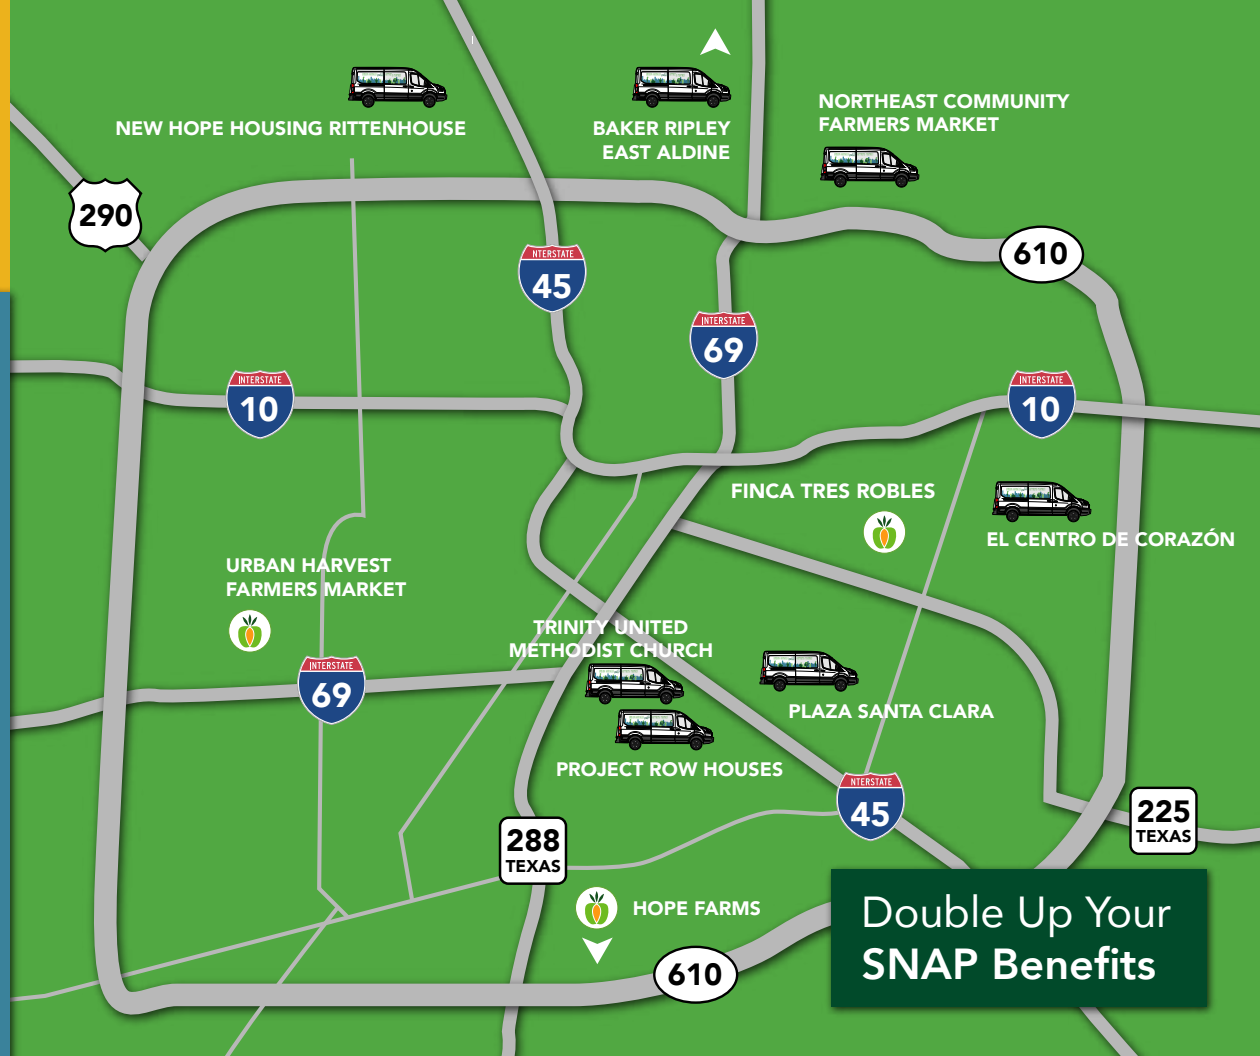 NEW HOPE HOUSING RITTENHOUSE
BAKER RIPLEY
EAST ALDINE
NORTHEAST COMMUNITY
FARMERS MARKET
290
610
NTERSTATE
45
INTERSTATE
69
INTERSTATE
10
INTERSTATE
10
FINCA TRES ROBLES
EL CENTRO DE CORAZÓN
URBAN HARVEST
FARMERS MARKET
TRINITY UNITED
METHODIST CHURCH
INTERSTATE
69
PLAZA SANTA CLARA
PROJECT ROW HOUSES
NTERSTATE
45
225
TEXAS
288
TEXAS
HOPE FARMS
610
Double Up Your
SNAP Benefits